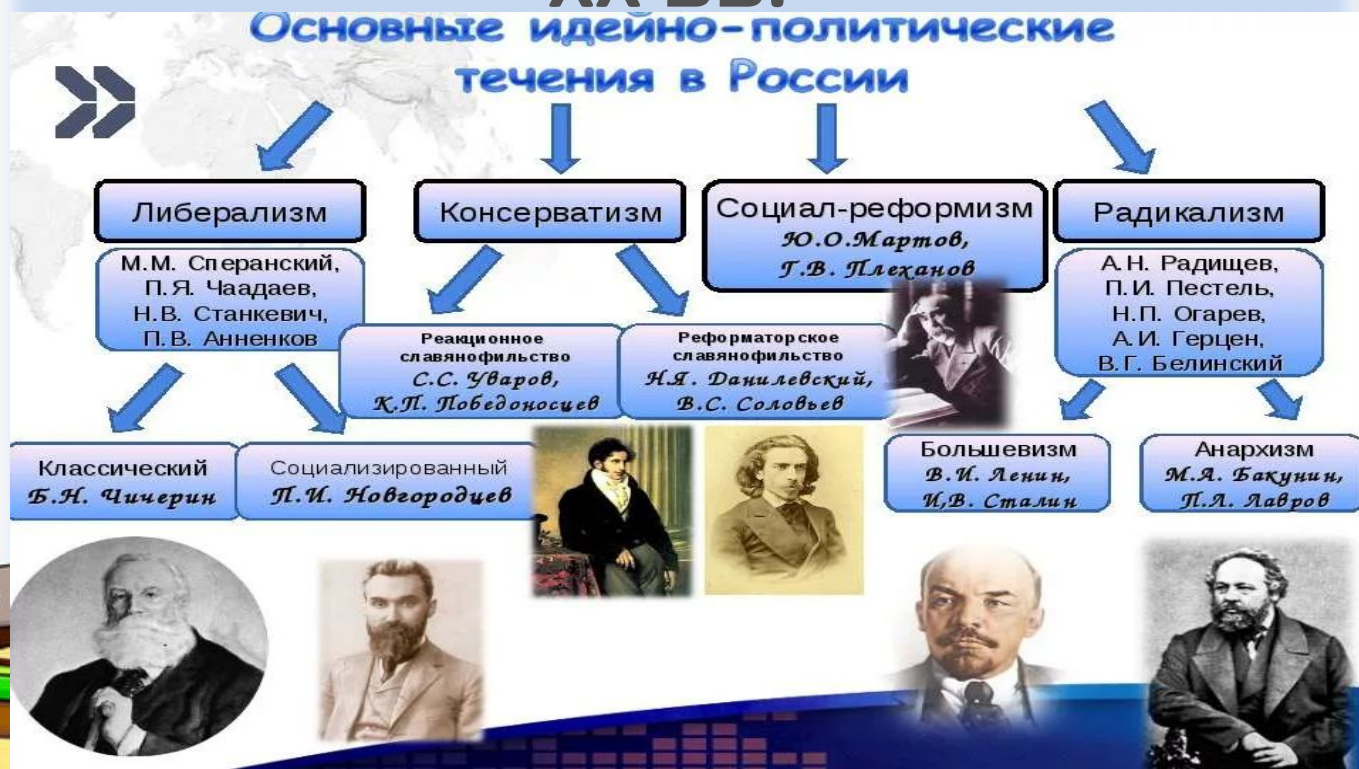 XX вв.
Основные идейно-политические
течения в России
Либерализм
М.М. Сперанский,
П.Я. Чаадаев,
Н.В. Станкевич,
П.В. Анненков
Классический
Б.Н. Чичерин
Социализированный
П.И. Новгородцев
Консерватизм
Реакционное
славянофильство
С.С. Уваров,
К.П. Победоносцев
Реформаторское
славянофильство
Н.Я. Данилевский,
В.С. Соловьев
Социал-реформизм
Ю.О.Мартов,
Г.В. Плеханов
Радикализм
А.Н. Радищев,
П.И. Пестель,
Н.П. Огарев,
А.И. Герцен,
В.Г. Белинский
Большевизм
В.И. Ленин,
И,В. Сталин
Анархизм
М.А. Бакунин,
П.Л. Лавров